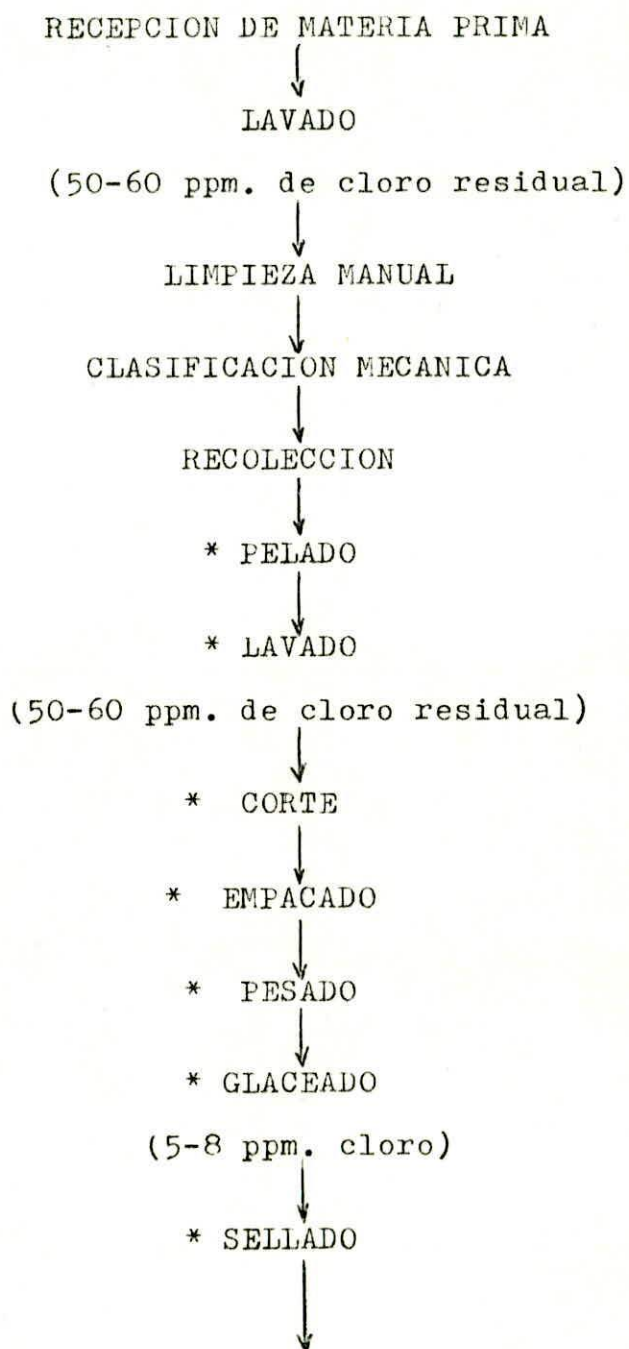 RECEPCION DE MATERIA PRIMA
LAVADO
(50-60 ppm. de cloro residual)
LIMPIEZA MANUAL
CLASIFICACION MECANICA
RECOLECCION
* PELADO
* LAVADO
(50-60 ppm. de cloro residual)
* CORTE
* EMPACADO
* PESADO
* GLACEADO
(5-8 ppm. cloro)
* SELLADO